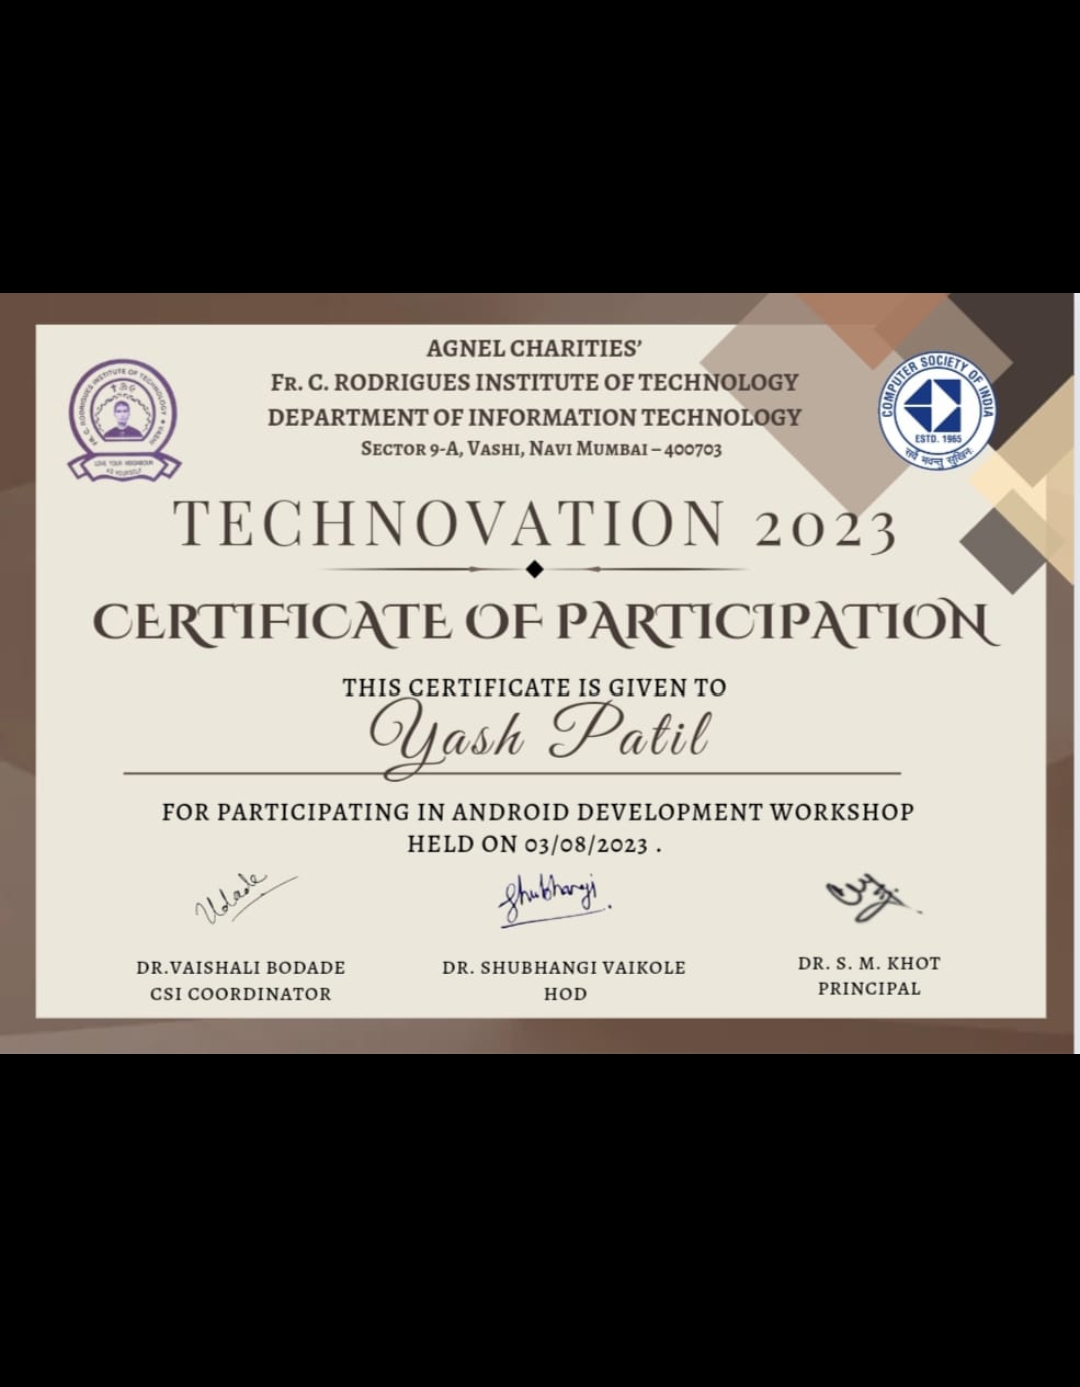 AGNEL CHARITIES’
FR. C. RODRIGUES INSTITUTE OF TECHNOLOGY
DEPARTMENT OF INFORMATION TECHNOLOGY
SECTOR 9-A, VASHI, NAVI MUMBAI – 400703
FR. C. RODRIGUES INSTITUTE OF TECHNOLOGY ★ VASHI
LOVE YOUR NEIGHBOUR
AS YOURSELF
COMPUTER SOCIETY OF INDIA
ESTD. 1965
सर्वे भवन्तु सुखिनः
TECHNOVATION 2023
CERTIFICATE OF PARTICIPATION
THIS CERTIFICATE IS GIVEN TO
Yash Patil
FOR PARTICIPATING IN ANDROID DEVELOPMENT WORKSHOP
HELD ON 03/08/2023 .
Shubhangi
DR.VAISHALI BODADE
CSI COORDINATOR
DR. SHUBHANGI VAIKOLE
HOD
DR. S. M. KHOT
PRINCIPAL